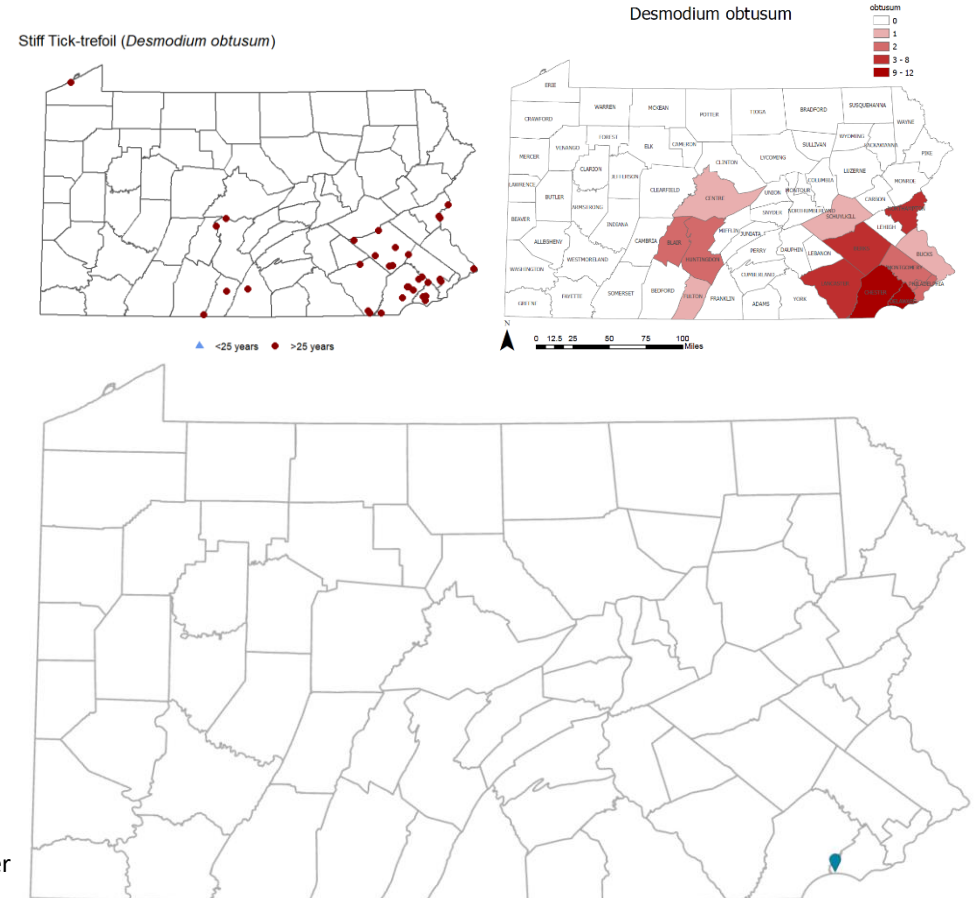 Stiff Tick-trefoil (Desmodium obtusum)
<25 years >25 years
Desmodium obtusum
obtusum
0
1
2
3 - 8
9 - 12
ERIE
CRAWFORD
WARREN
MCKEAN
POTTER
TIOGA
BRADFORD
SUSQUEHANNA
WAYNE
MERCER
VENANGO
FOREST
ELK
CAMERON
SULLIVAN
WYOMING
LACKAWANNA
PIKE
CLARION
JEFFERSON
CLINTON
LYCOMING
LUZERNE
MONROE
LAWRENCE
BUTLER
ARMSTRONG
CLEARFIELD
CENTRE
UNION
MONTOUR
COLUMBIA
CARBON
BEAVER
INDIANA
SNYDER
NORTHUMBERLAND
SCHUYLKILL
LEHIGH
ALLEGHENY
WESTMORELAND
CAMBRIA
BLAIR
HUNTINGDON
MIFFLIN
JUNIATA
PERRY
DAUPHIN
LEBANON
BUCKS
MONTGOMERY
WASHINGTON
CUMBERLAND
PHILADELPHIA
GREENE
FAYETTE
SOMERSET
BEDFORD
FULTON
FRANKLIN
ADAMS
YORK
N
0 12.5 25 50 75 100
Miles
er